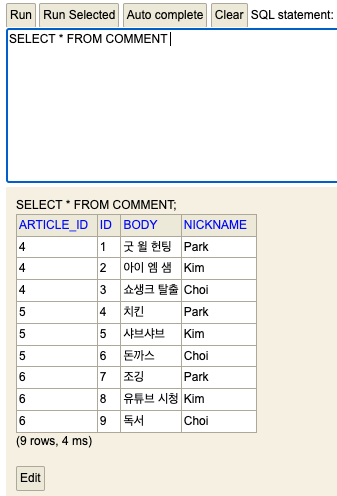 Run Run Selected Auto complete Clear SQL statement:
SELECT * FROM COMMENT
SELECT * FROM COMMENT;
ARTICLE_ID ID BODY NICKNAME
4 1 굿 윌 헌팅 Park
4 2 아이 엠 샘 Kim
4 3 쇼생크 탈출 Choi
5 4 치킨 Park
5 5 샤브샤브 Kim
5 6 돈까스 Choi
6 7 조깅 Park
6 8 유튜브 시청 Kim
6 9 독서 Choi
(9 rows, 4 ms)
Edit